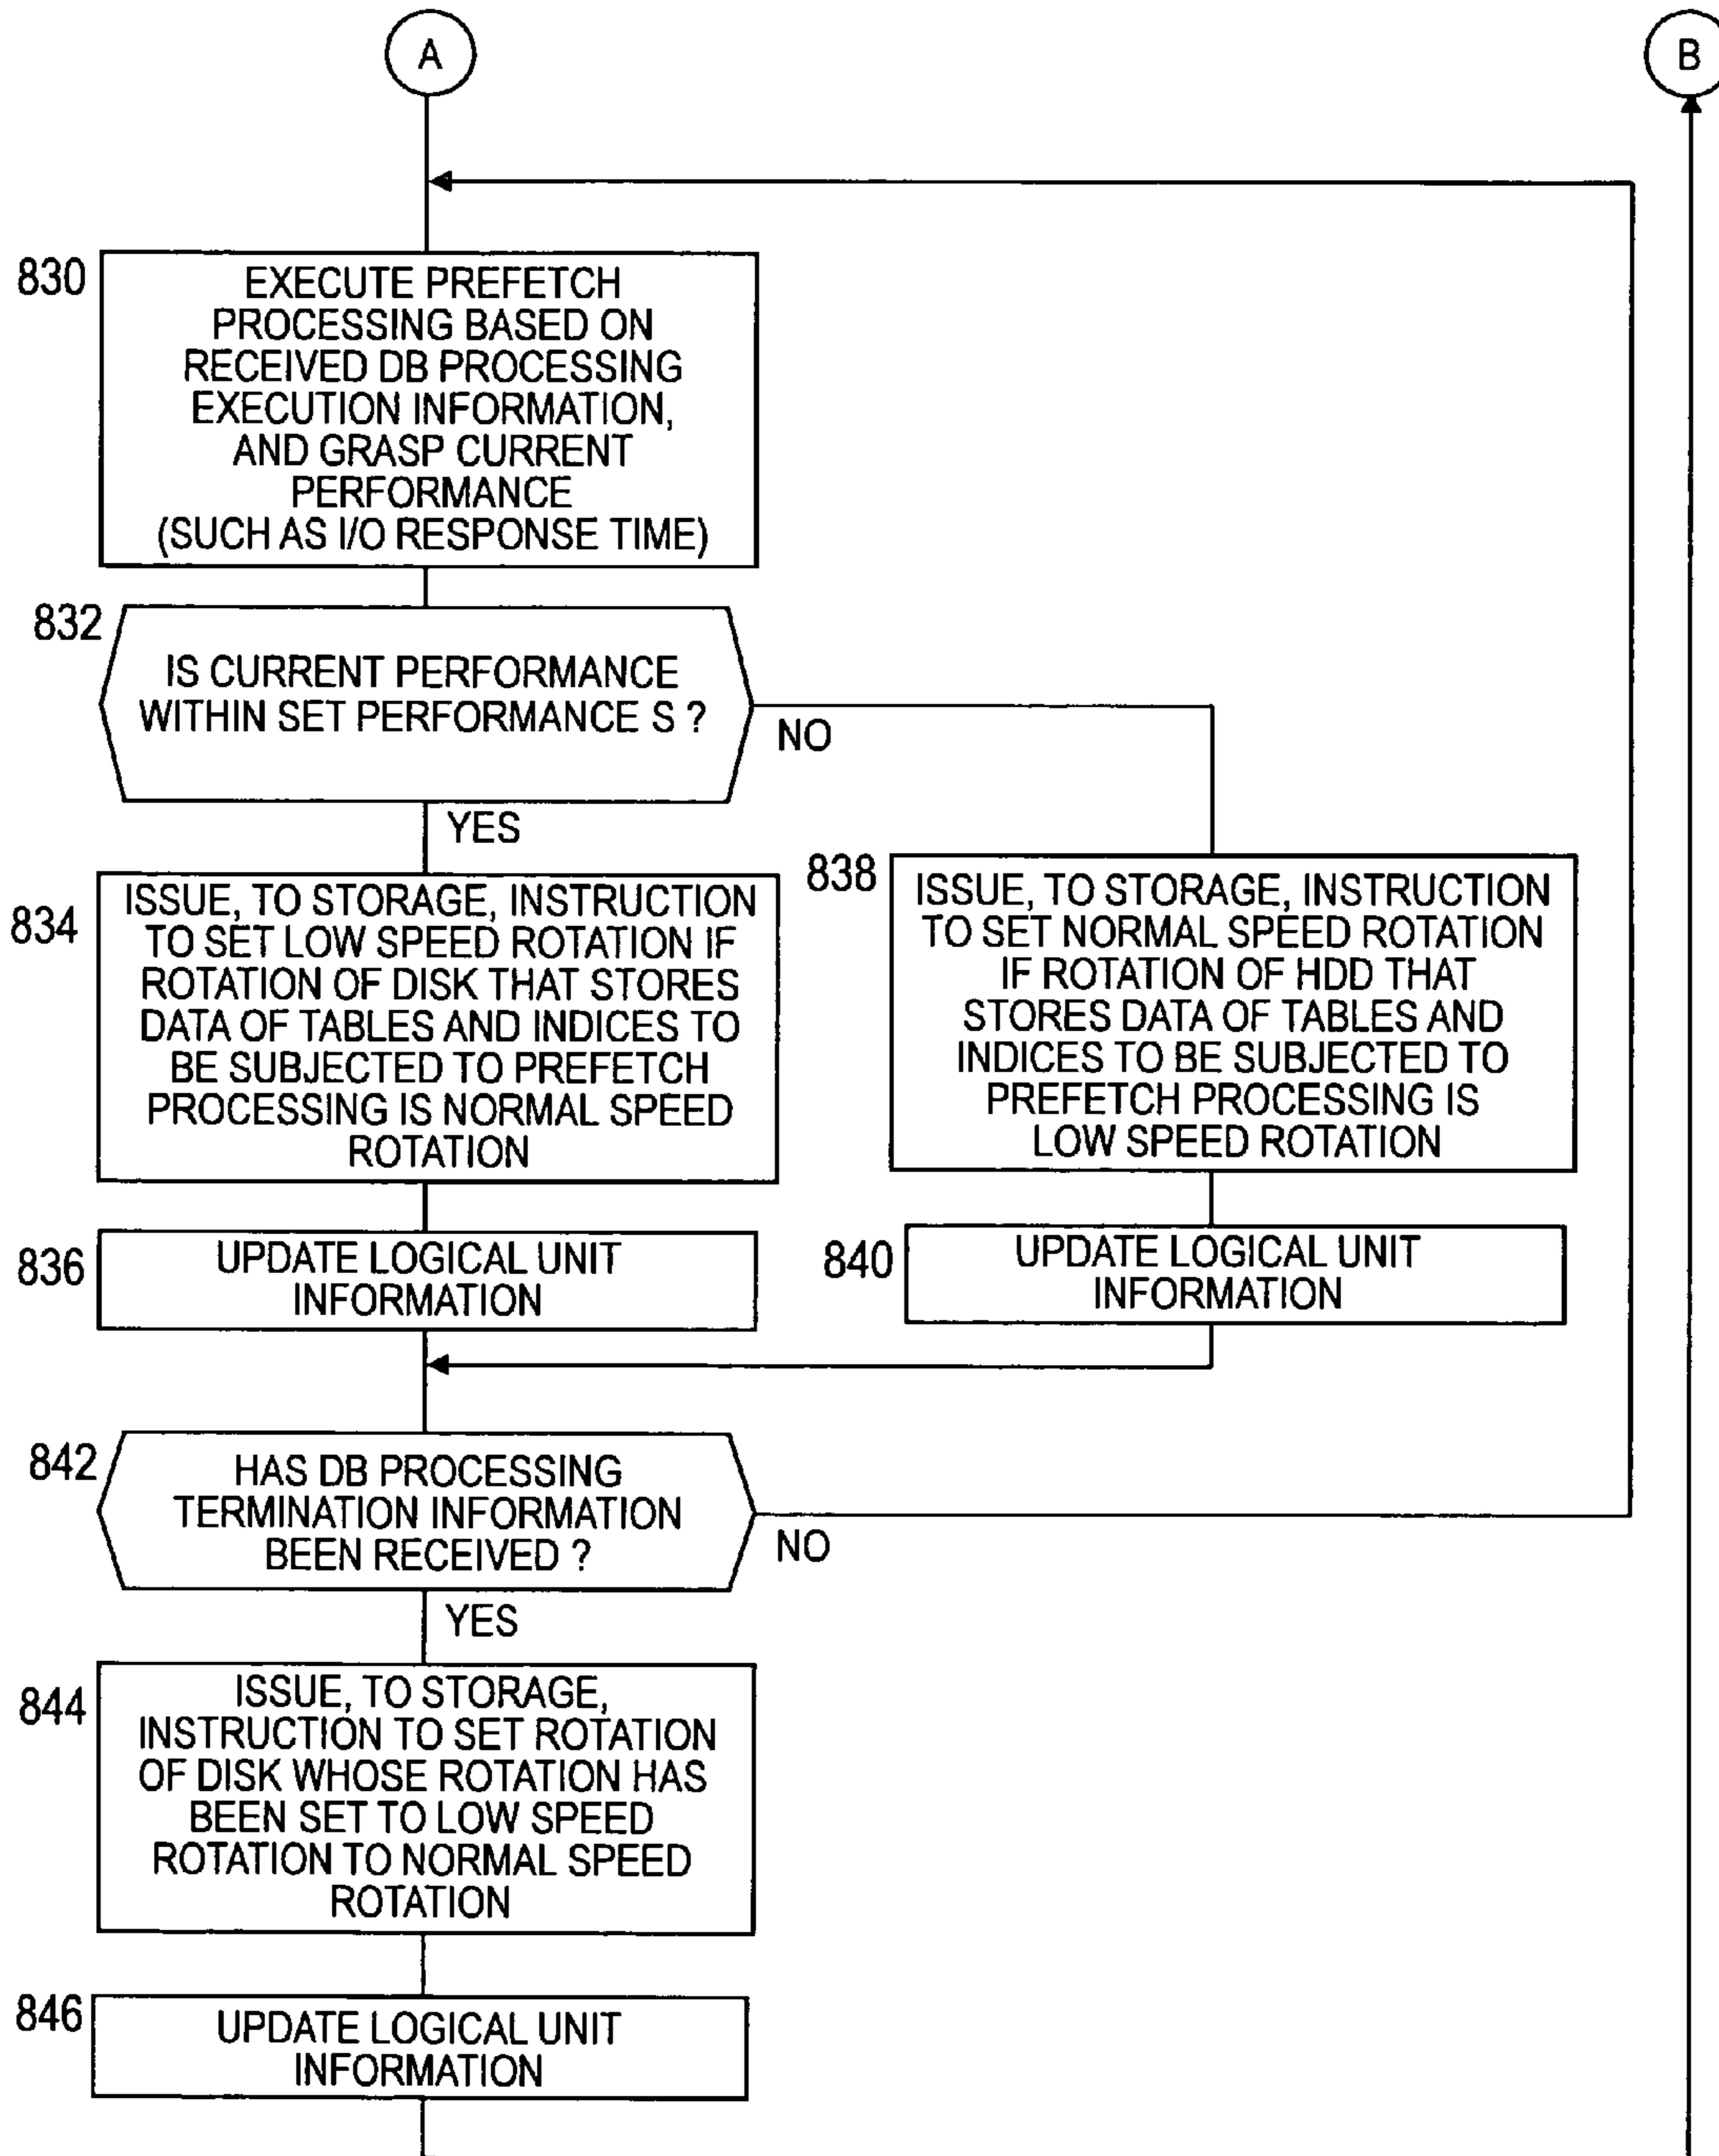 A
B
830
EXECUTE PREFETCH
PROCESSING BASED ON
RECEIVED DB PROCESSING
EXECUTION INFORMATION,
AND GRASP CURRENT
PERFORMANCE
(SUCH AS I/O RESPONSE TIME)
832
IS CURRENT PERFORMANCE
WITHIN SET PERFORMANCE S ?
NO
YES
834
ISSUE, TO STORAGE, INSTRUCTION
TO SET LOW SPEED ROTATION IF
ROTATION OF DISK THAT STORES
DATA OF TABLES AND INDICES TO
BE SUBJECTED TO PREFETCH
PROCESSING IS NORMAL SPEED
ROTATION
838
ISSUE, TO STORAGE, INSTRUCTION
TO SET NORMAL SPEED ROTATION
IF ROTATION OF HDD THAT
STORES DATA OF TABLES AND
INDICES TO BE SUBJECTED TO
PREFETCH PROCESSING IS
LOW SPEED ROTATION
836
UPDATE LOGICAL UNIT
INFORMATION
840
UPDATE LOGICAL UNIT
INFORMATION
842
HAS DB PROCESSING
TERMINATION INFORMATION
BEEN RECEIVED ?
NO
YES
844
ISSUE, TO STORAGE,
INSTRUCTION TO SET ROTATION
OF DISK WHOSE ROTATION HAS
BEEN SET TO LOW SPEED
ROTATION TO NORMAL SPEED
ROTATION
846
UPDATE LOGICAL UNIT
INFORMATION